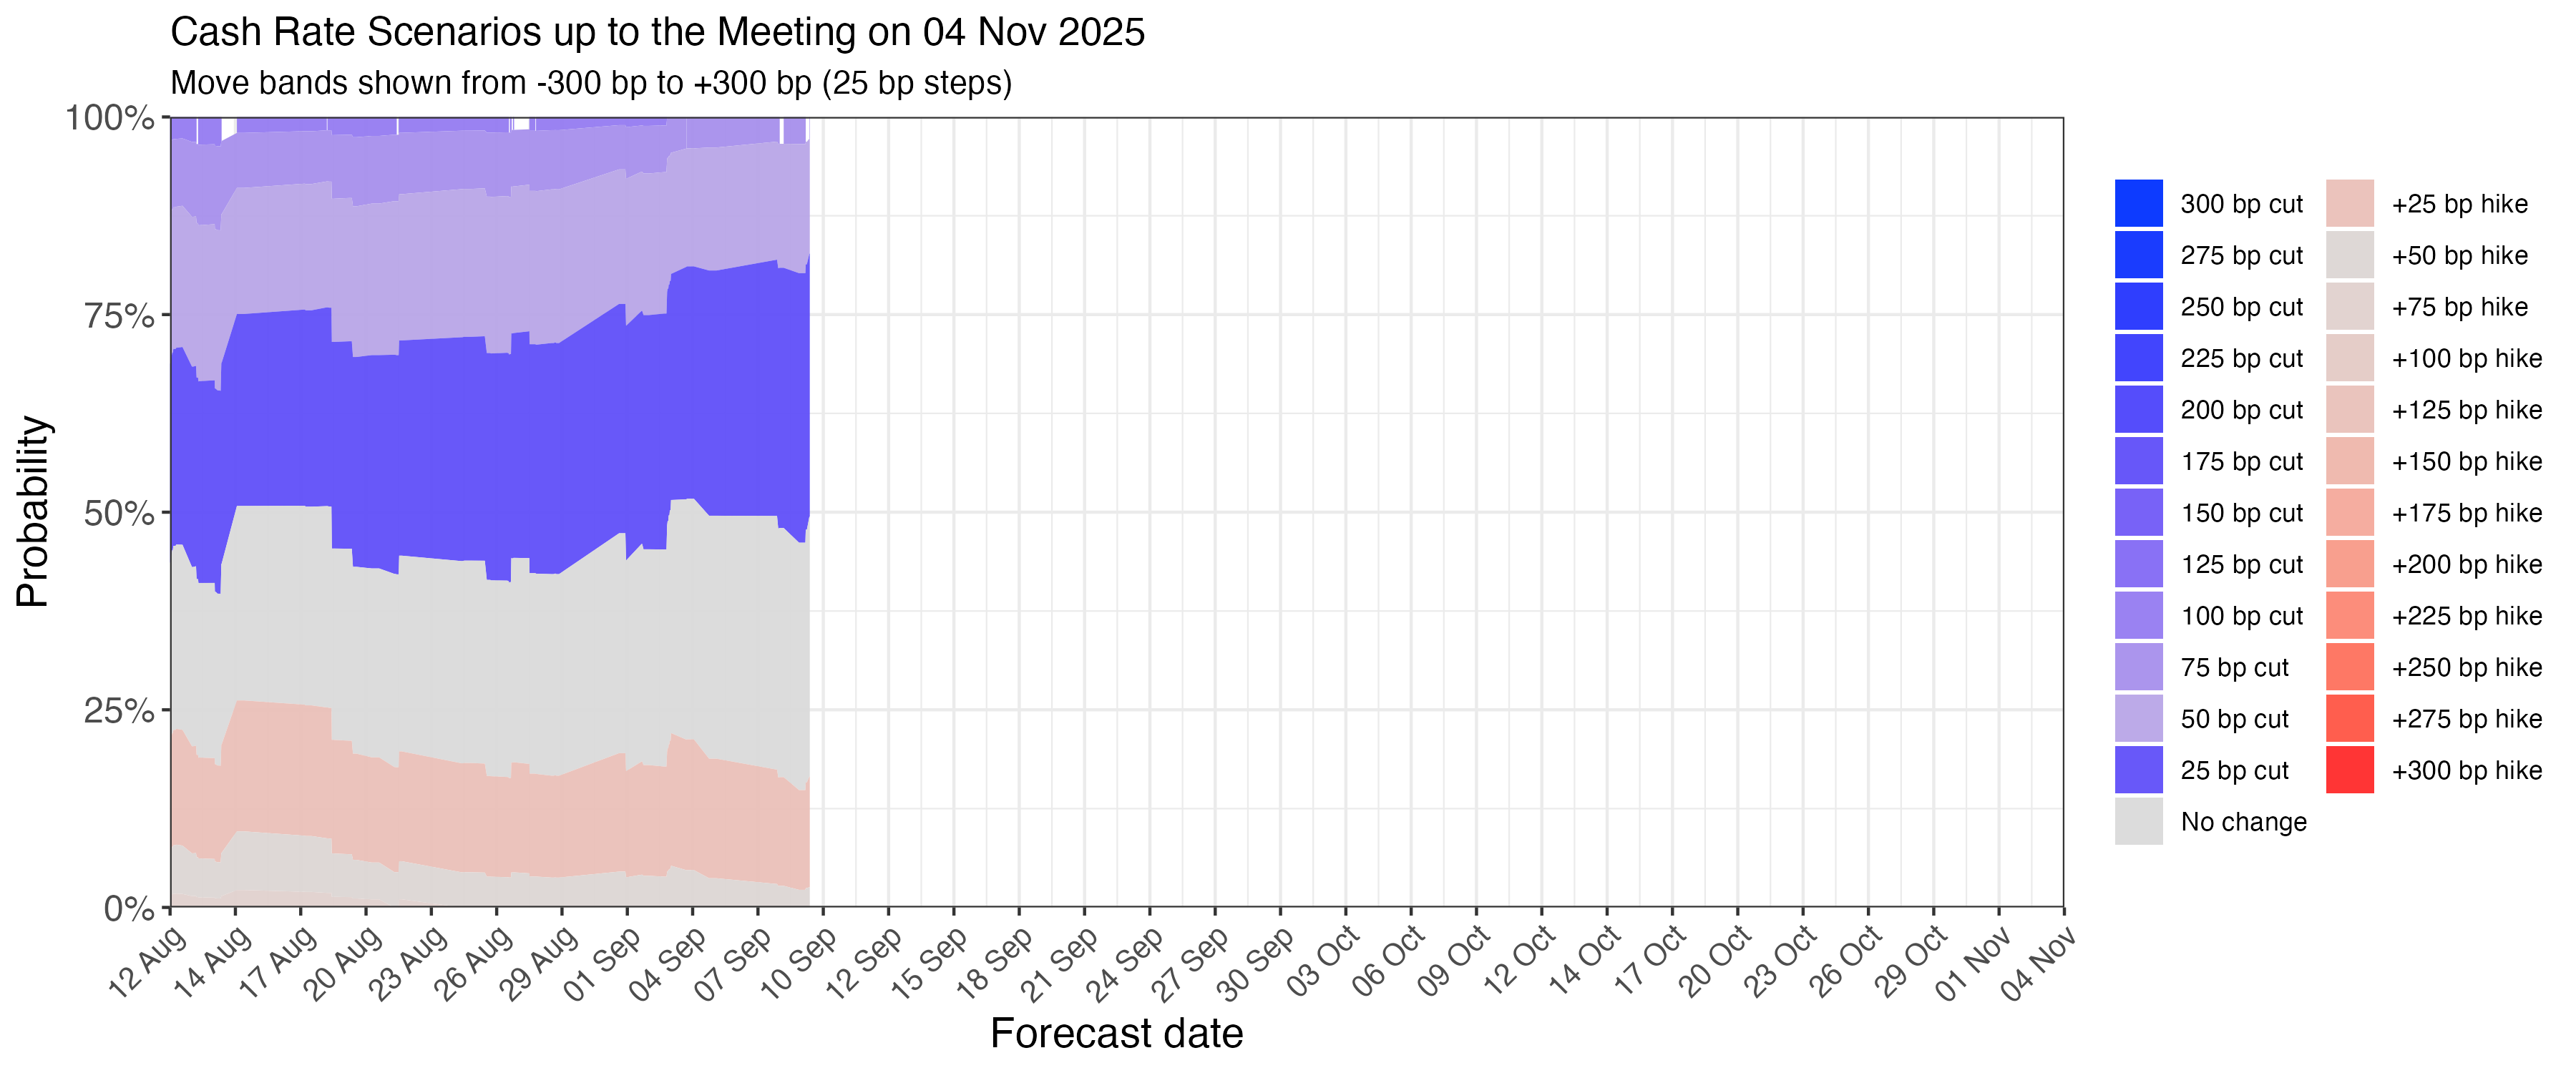 Cash Rate Scenarios up to the Meeting on 04 Nov 2025
Move bands shown from -300 bp to +300 bp (25 bp steps)
100%
75%
50%
25%
0%
Probability
12 Aug
14 Aug
17 Aug
20 Aug
23 Aug
26 Aug
29 Aug
01 Sep
04 Sep
07 Sep
10 Sep
12 Sep
15 Sep
18 Sep
21 Sep
24 Sep
27 Sep
30 Sep
03 Oct
06 Oct
09 Oct
12 Oct
14 Oct
17 Oct
20 Oct
23 Oct
26 Oct
29 Oct
01 Nov
04 Nov
Forecast date
300 bp cut
275 bp cut
250 bp cut
225 bp cut
200 bp cut
175 bp cut
150 bp cut
125 bp cut
100 bp cut
75 bp cut
50 bp cut
25 bp cut
No change
+25 bp hike
+50 bp hike
+75 bp hike
+100 bp hike
+125 bp hike
+150 bp hike
+175 bp hike
+200 bp hike
+225 bp hike
+250 bp hike
+275 bp hike
+300 bp hike